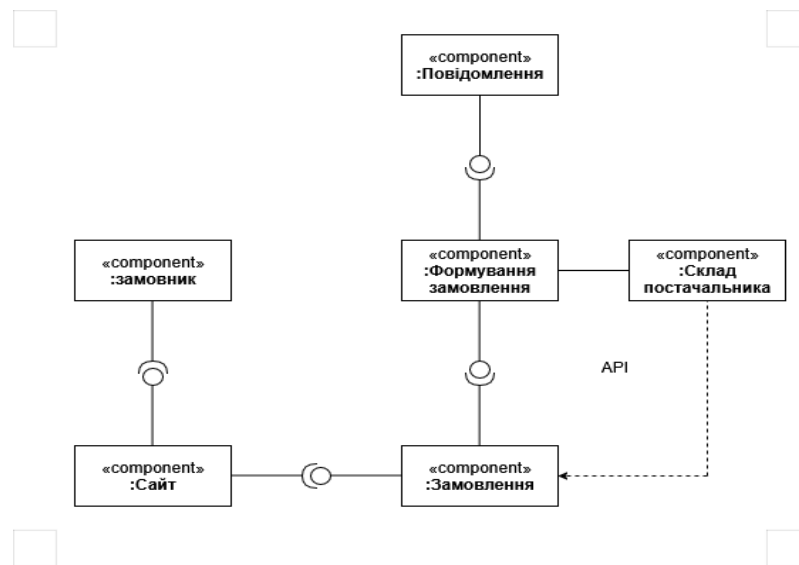 «component»
:Повідомлення
«component»
:замовник
«component»
:Формування
замовлення
«component»
:Склад
постачальника
API
«component»
:Сайт
«component»
:Замовлення